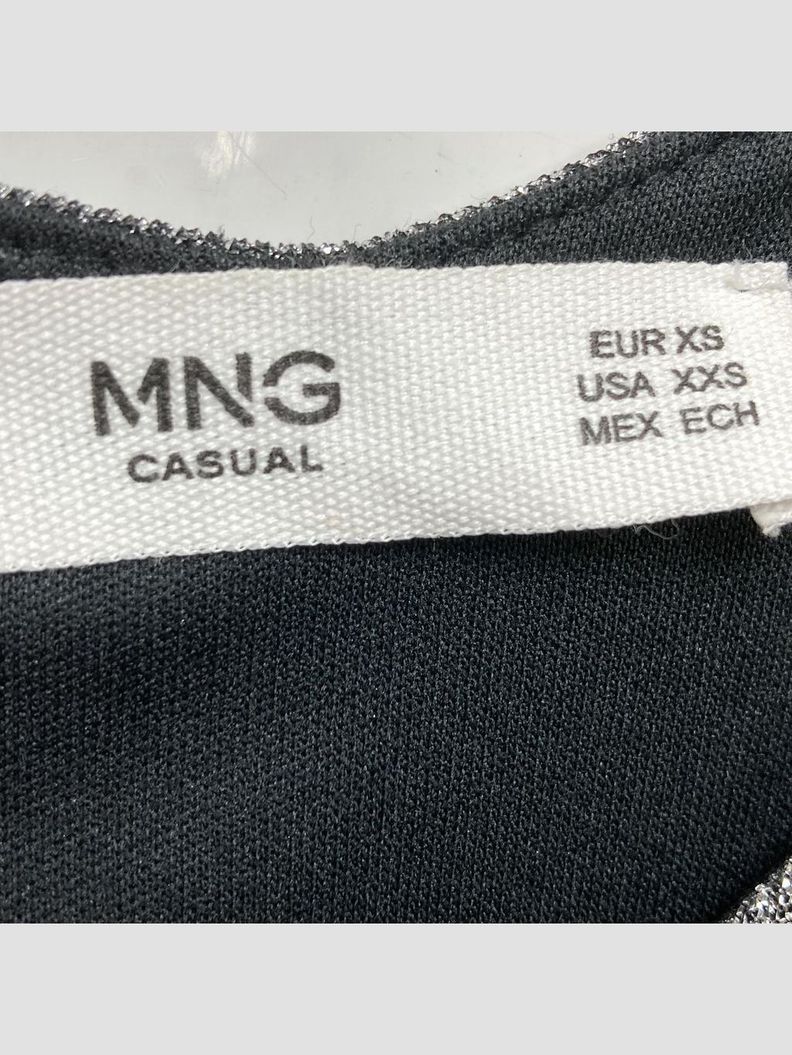 MNG
CASUAL
EUR XS
USA XXS
MEX ECH